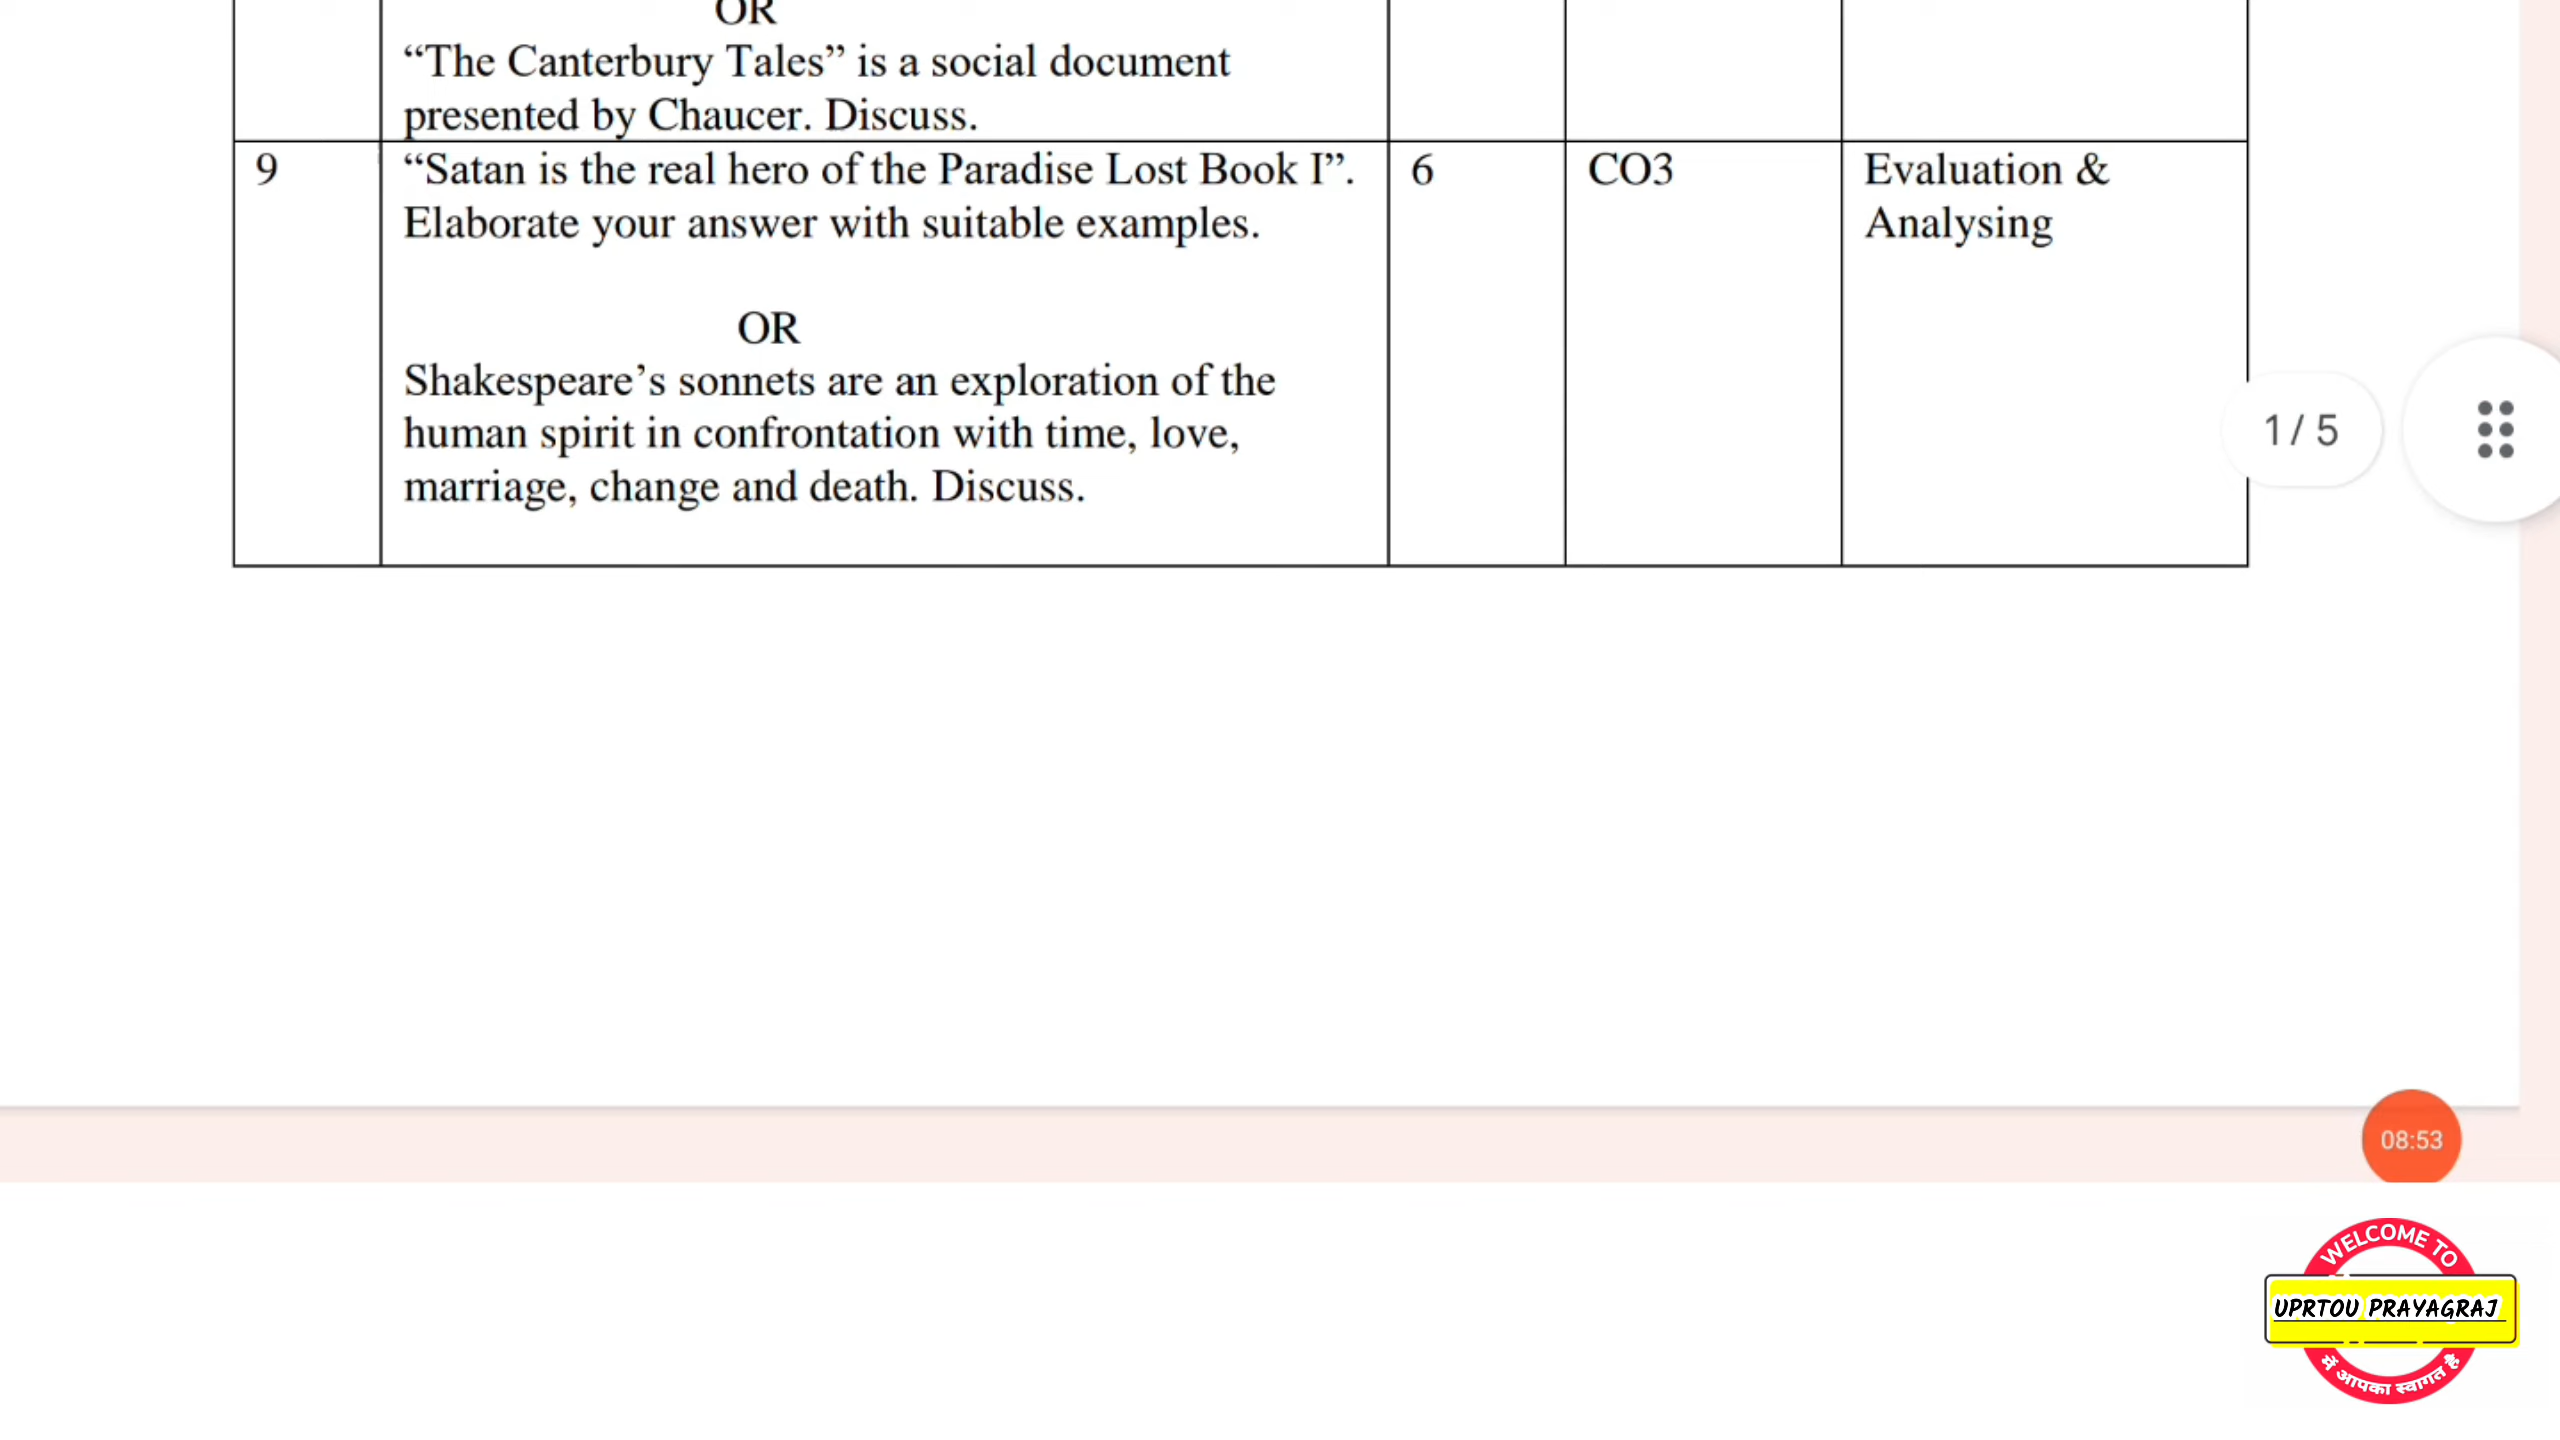 OR
“The Canterbury Tales” is a social document
presented by Chaucer. Discuss.
9
“Satan is the real hero of the Paradise Lost Book I”.
Elaborate your answer with suitable examples.
6
CO3
Evaluation &
Analysing
OR
Shakespeare’s sonnets are an exploration of the
human spirit in confrontation with time, love,
marriage, change and death. Discuss.
1 / 5
08:53
WELCOME TO
UPRTOU PRAYAGRAJ
में आपका स्वागत है